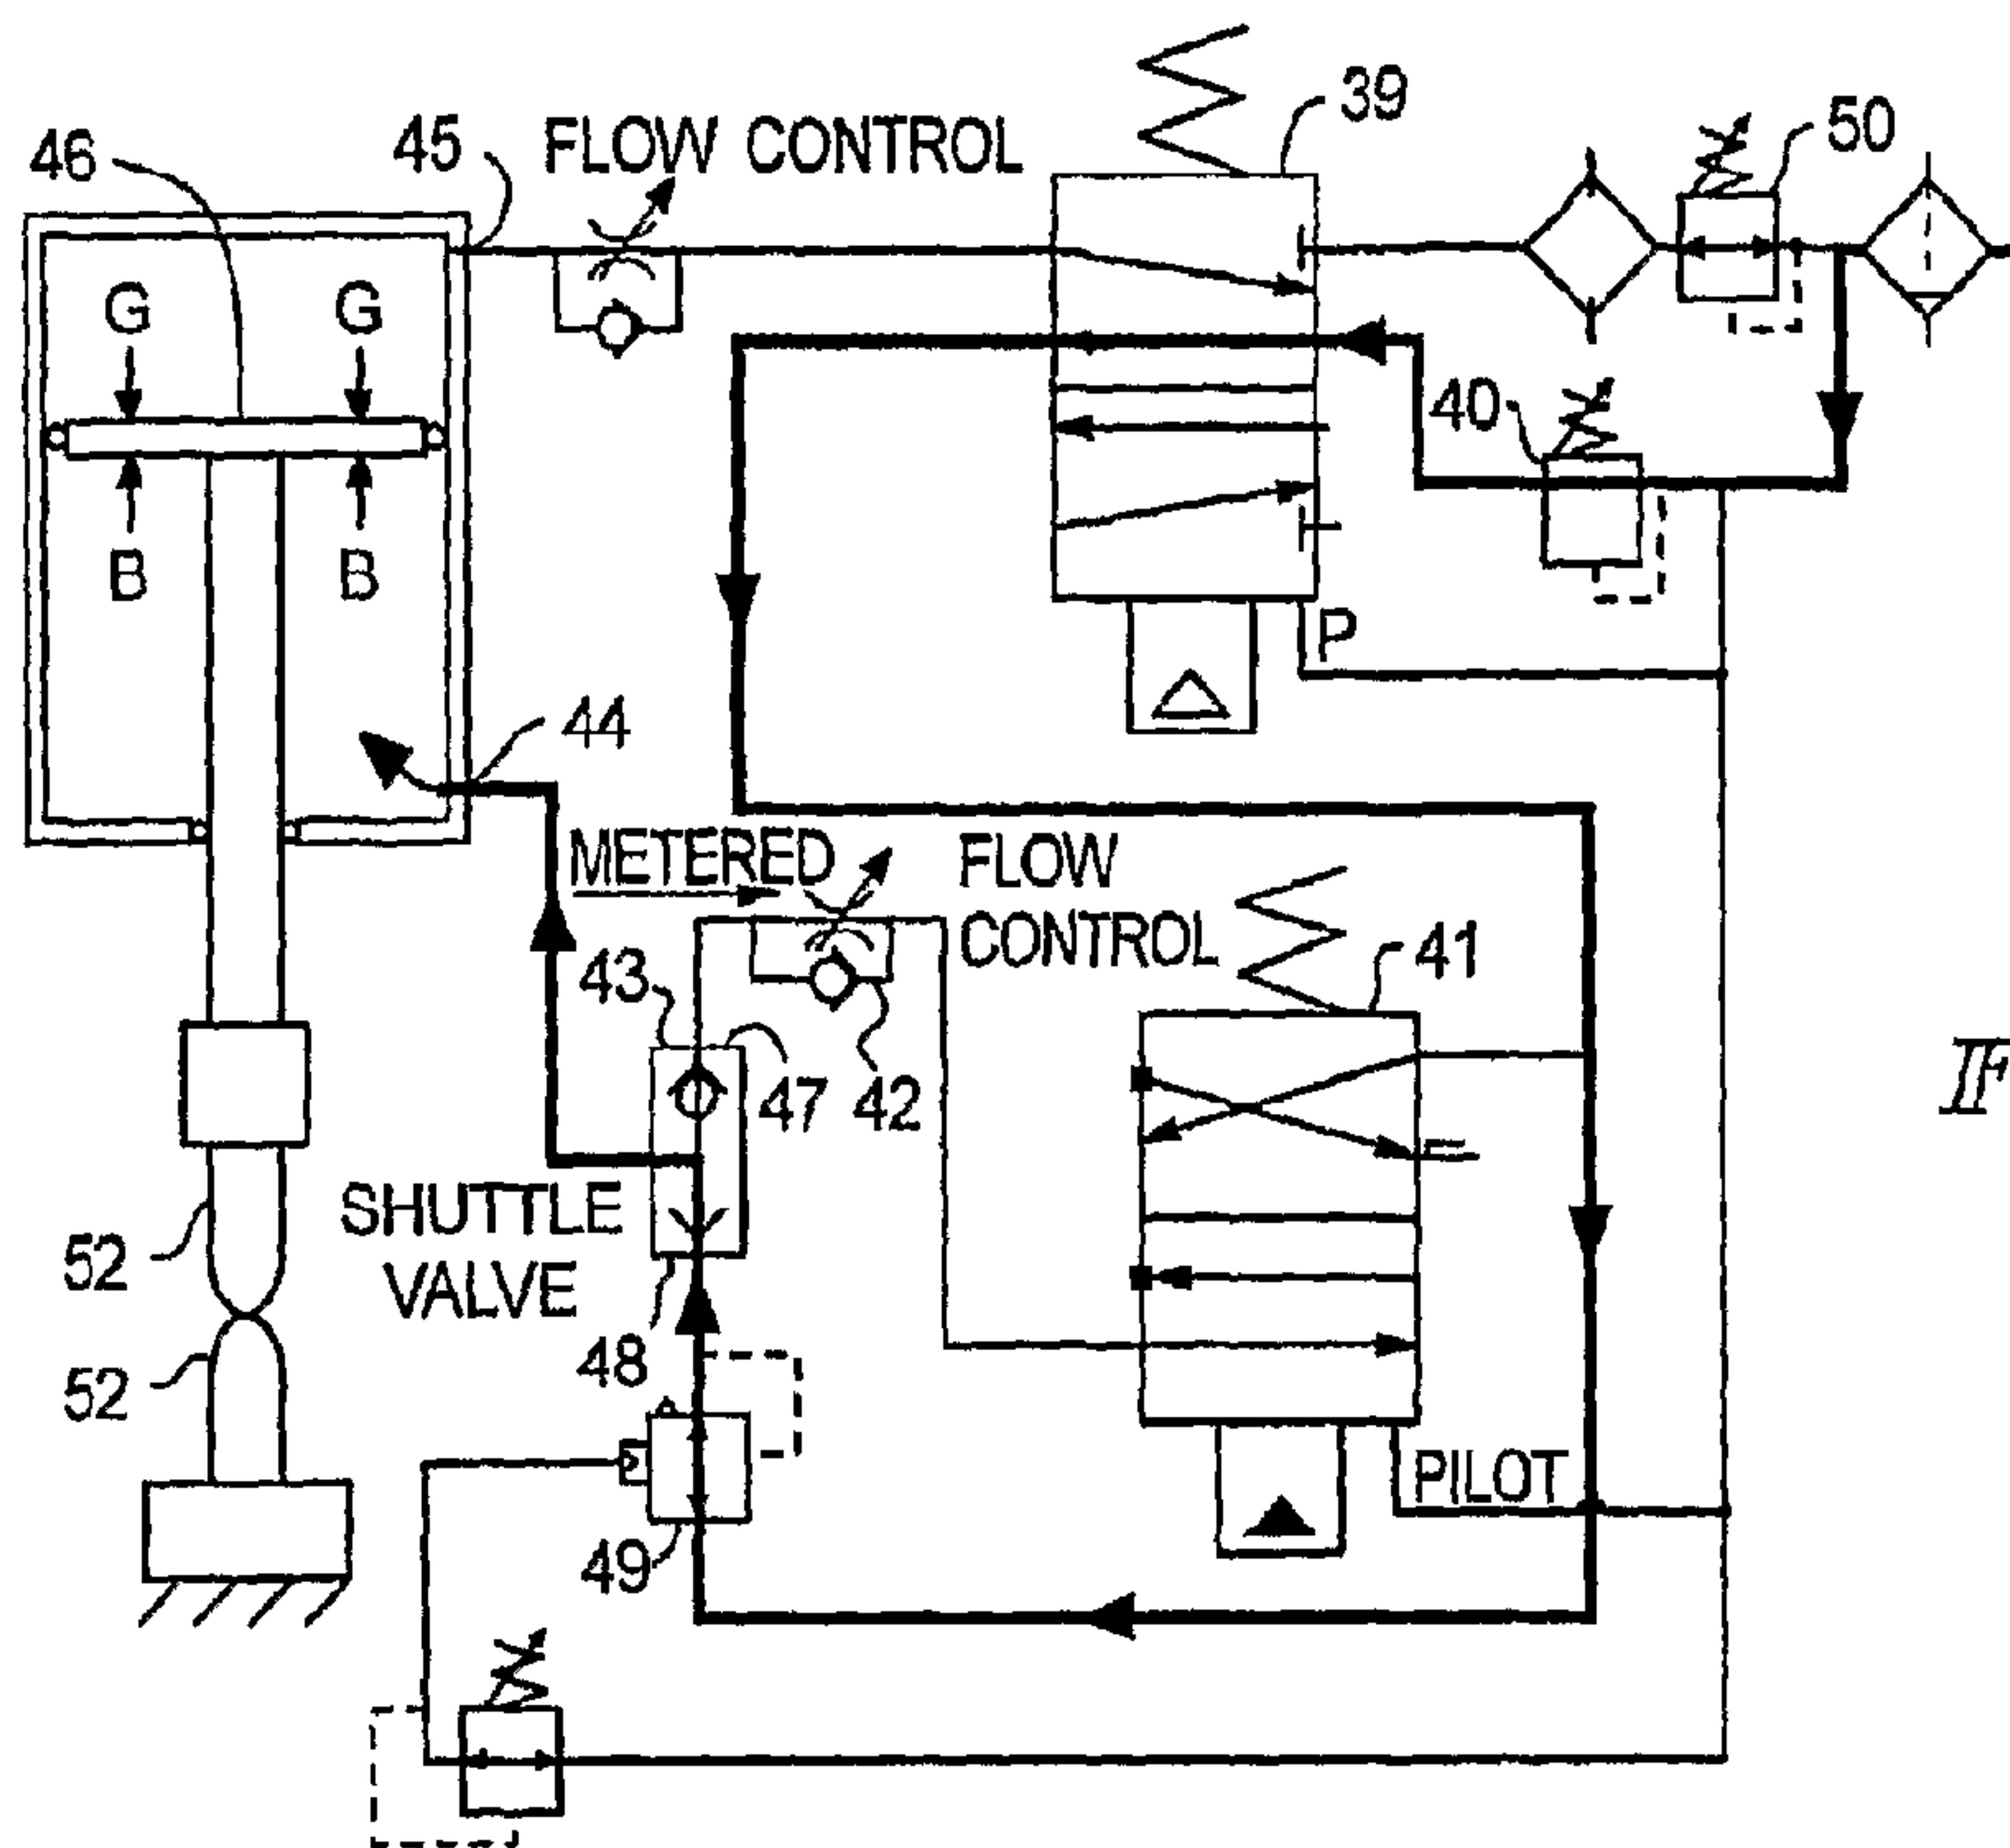 46
45
FLOW CONTROL
39
50
G
G
40
B
B
P
44
METERED
FLOW
CONTROL
43
41
47
42
SHUTTLE
VALVE
52
48
52
PILOT
49
F